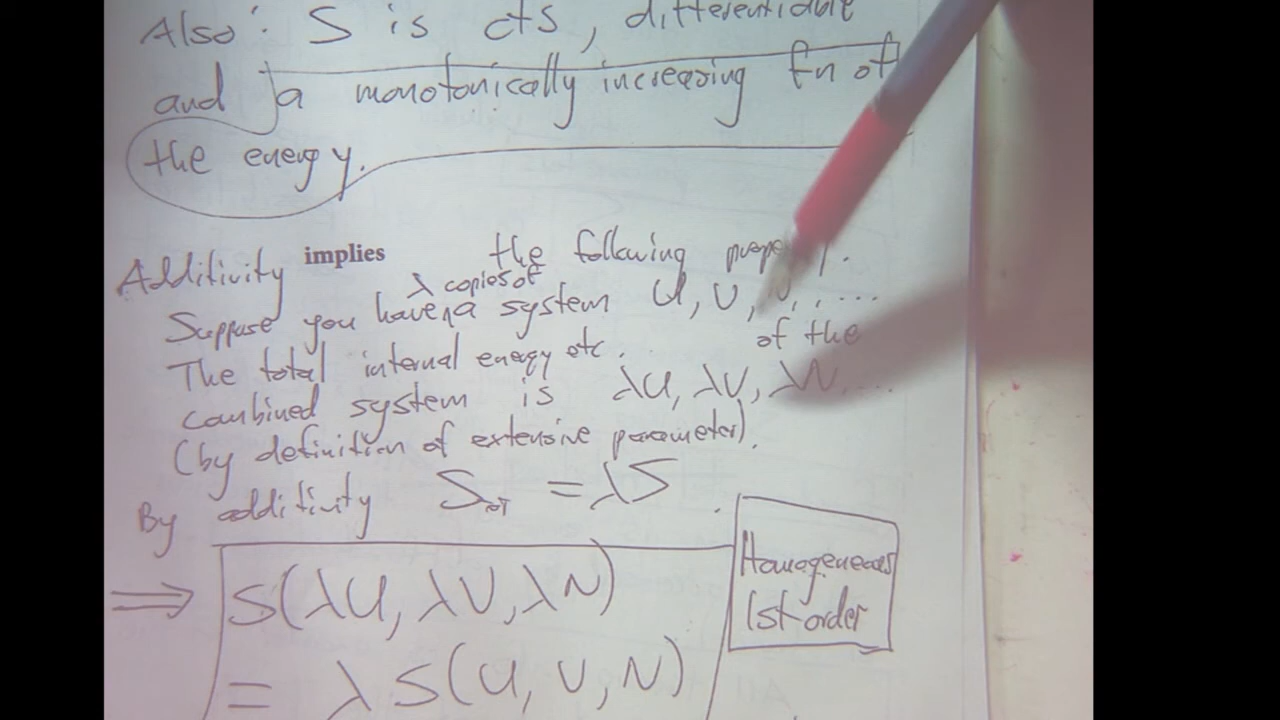 Also: S is cts, differentiable
and a monotonically increasing fn of
the energy.
Additivity implies the following property.
λ copies of
Suppose you have a system U, V, N, ....
The total internal energy etc. of the
combined system is λU, λV, λN, ....
(by definition of extensive parameter).
By additivity S_tot = λS.
⇒ S(λU, λV, λN)
= λS(U, V, N)
Homogeneous
1st order